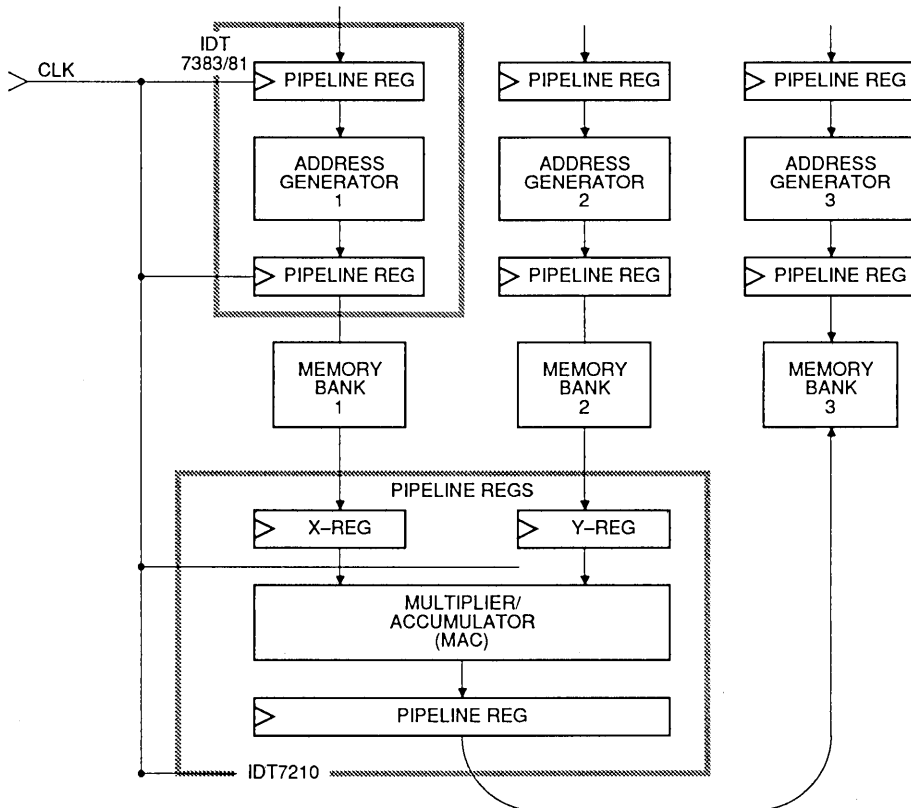 IDT
7383/81
CLK
PIPELINE REG
PIPELINE REG
PIPELINE REG
ADDRESS
GENERATOR
1
ADDRESS
GENERATOR
2
ADDRESS
GENERATOR
3
PIPELINE REG
PIPELINE REG
PIPELINE REG
MEMORY
BANK
1
MEMORY
BANK
2
MEMORY
BANK
3
PIPELINE REGS
X–REG
Y–REG
MULTIPLIER/
ACCUMULATOR
(MAC)
PIPELINE REG
IDT7210